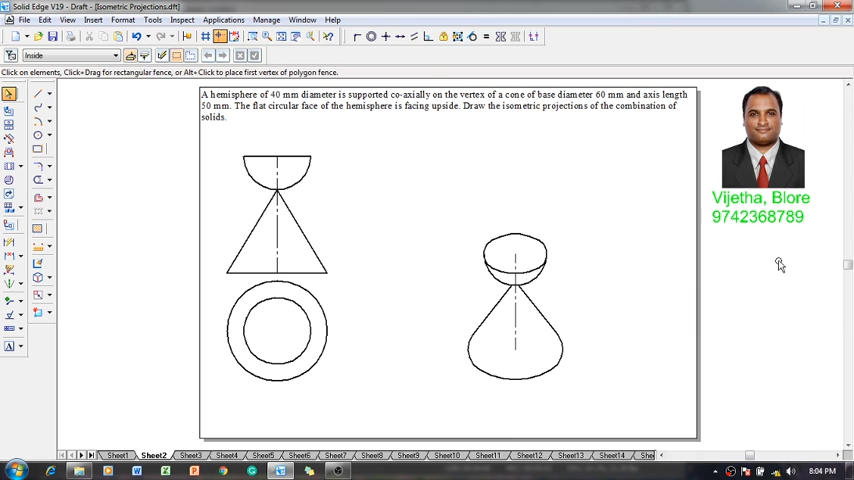 Solid Edge V19 - Draft - [Isometric Projections.dft]
File Edit View Insert Format Tools Inspect Applications Manage Window Help
Inside
Click on elements, Click+Drag for rectangular fence, or Alt+Click to place first vertex of polygon fence.
A hemisphere of 40 mm diameter is supported co-axially on the vertex of a cone of base diameter 60 mm and axis length
50 mm. The flat circular face of the hemisphere is facing upside. Draw the isometric projections of the combination of
solids.
Vijetha, Blore
9742368789
Sheet1 Sheet2 Sheet3 Sheet4 Sheet5 Sheet6 Sheet7 Sheet8 Sheet9 Sheet10 Sheet11 Sheet12 Sheet13 Sheet14
8:04 PM